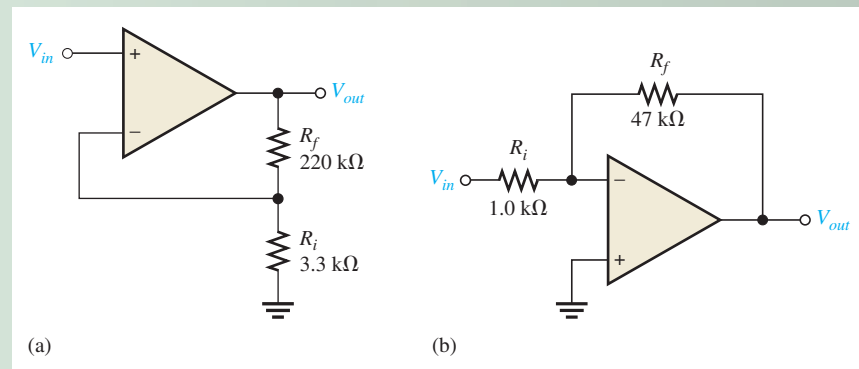 V_in
+
−
V_out
R_f
220 kΩ
R_i
3.3 kΩ
(a)
R_f
47 kΩ
R_i
V_in
1.0 kΩ
−
+
V_out
(b)